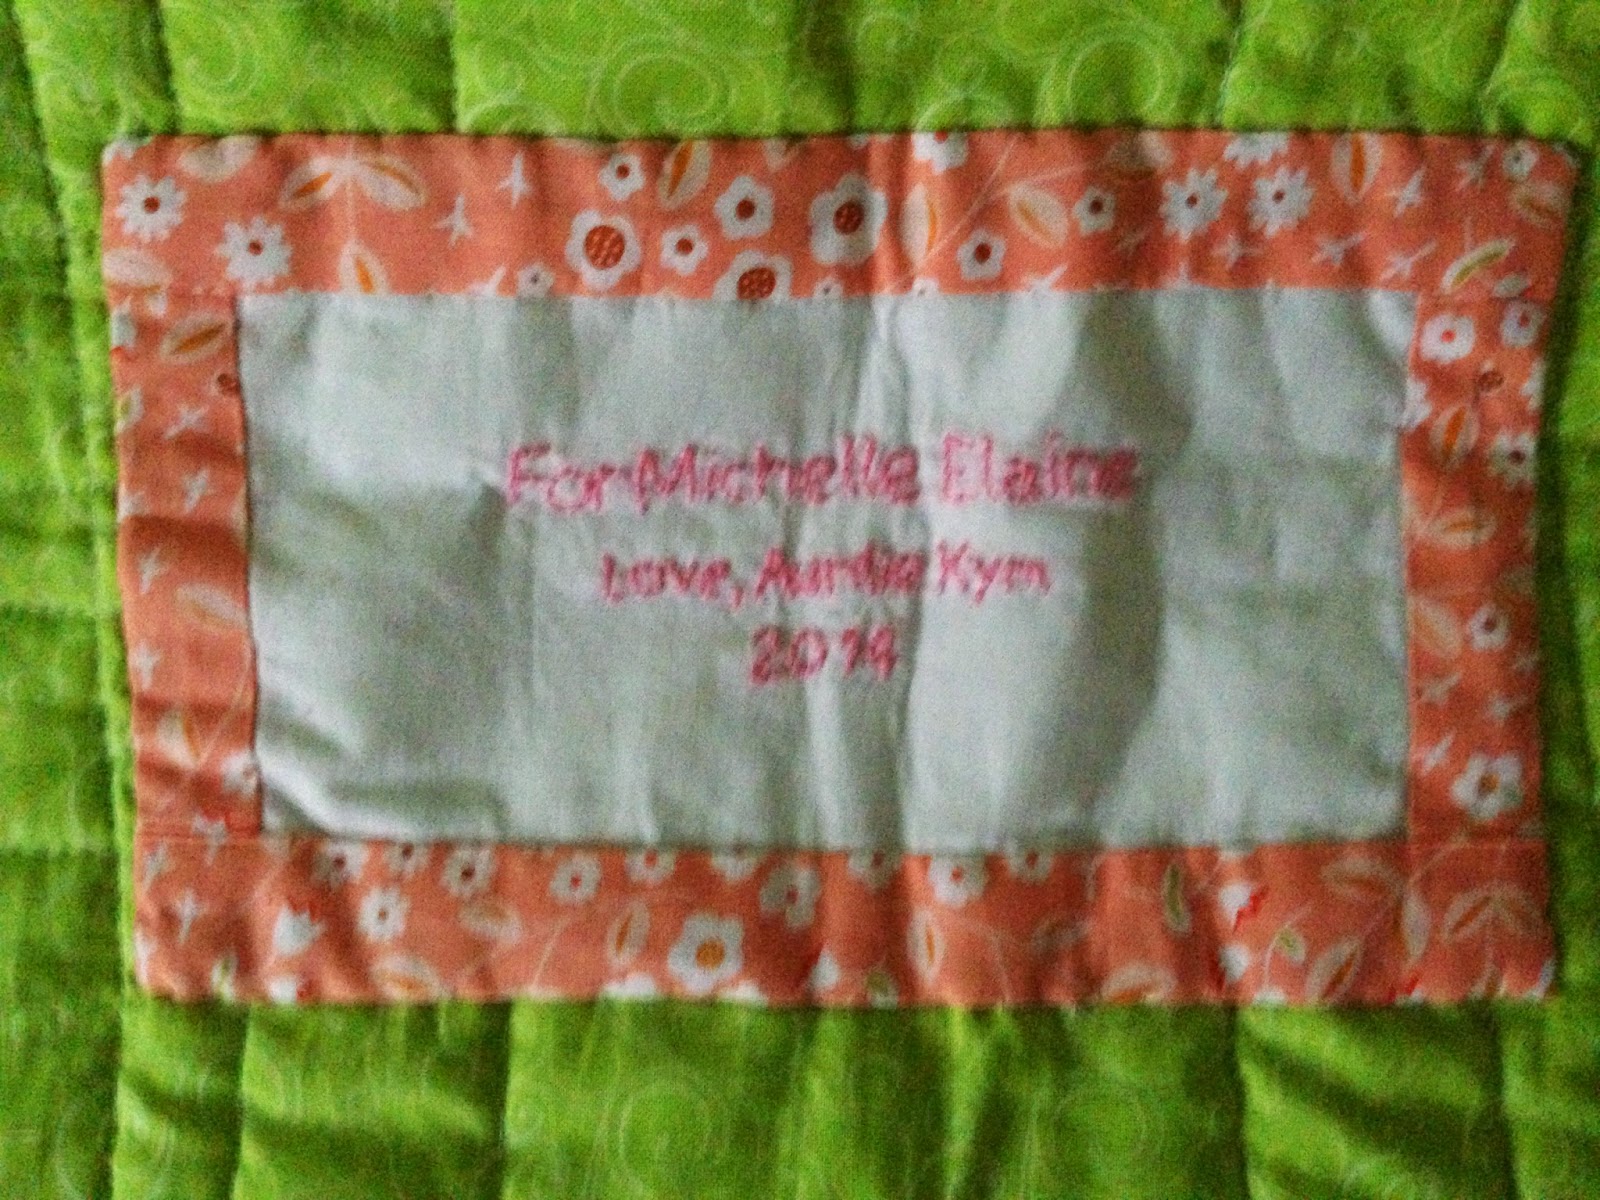 For Michelle Elaine
Love, Auntie Kym
2014